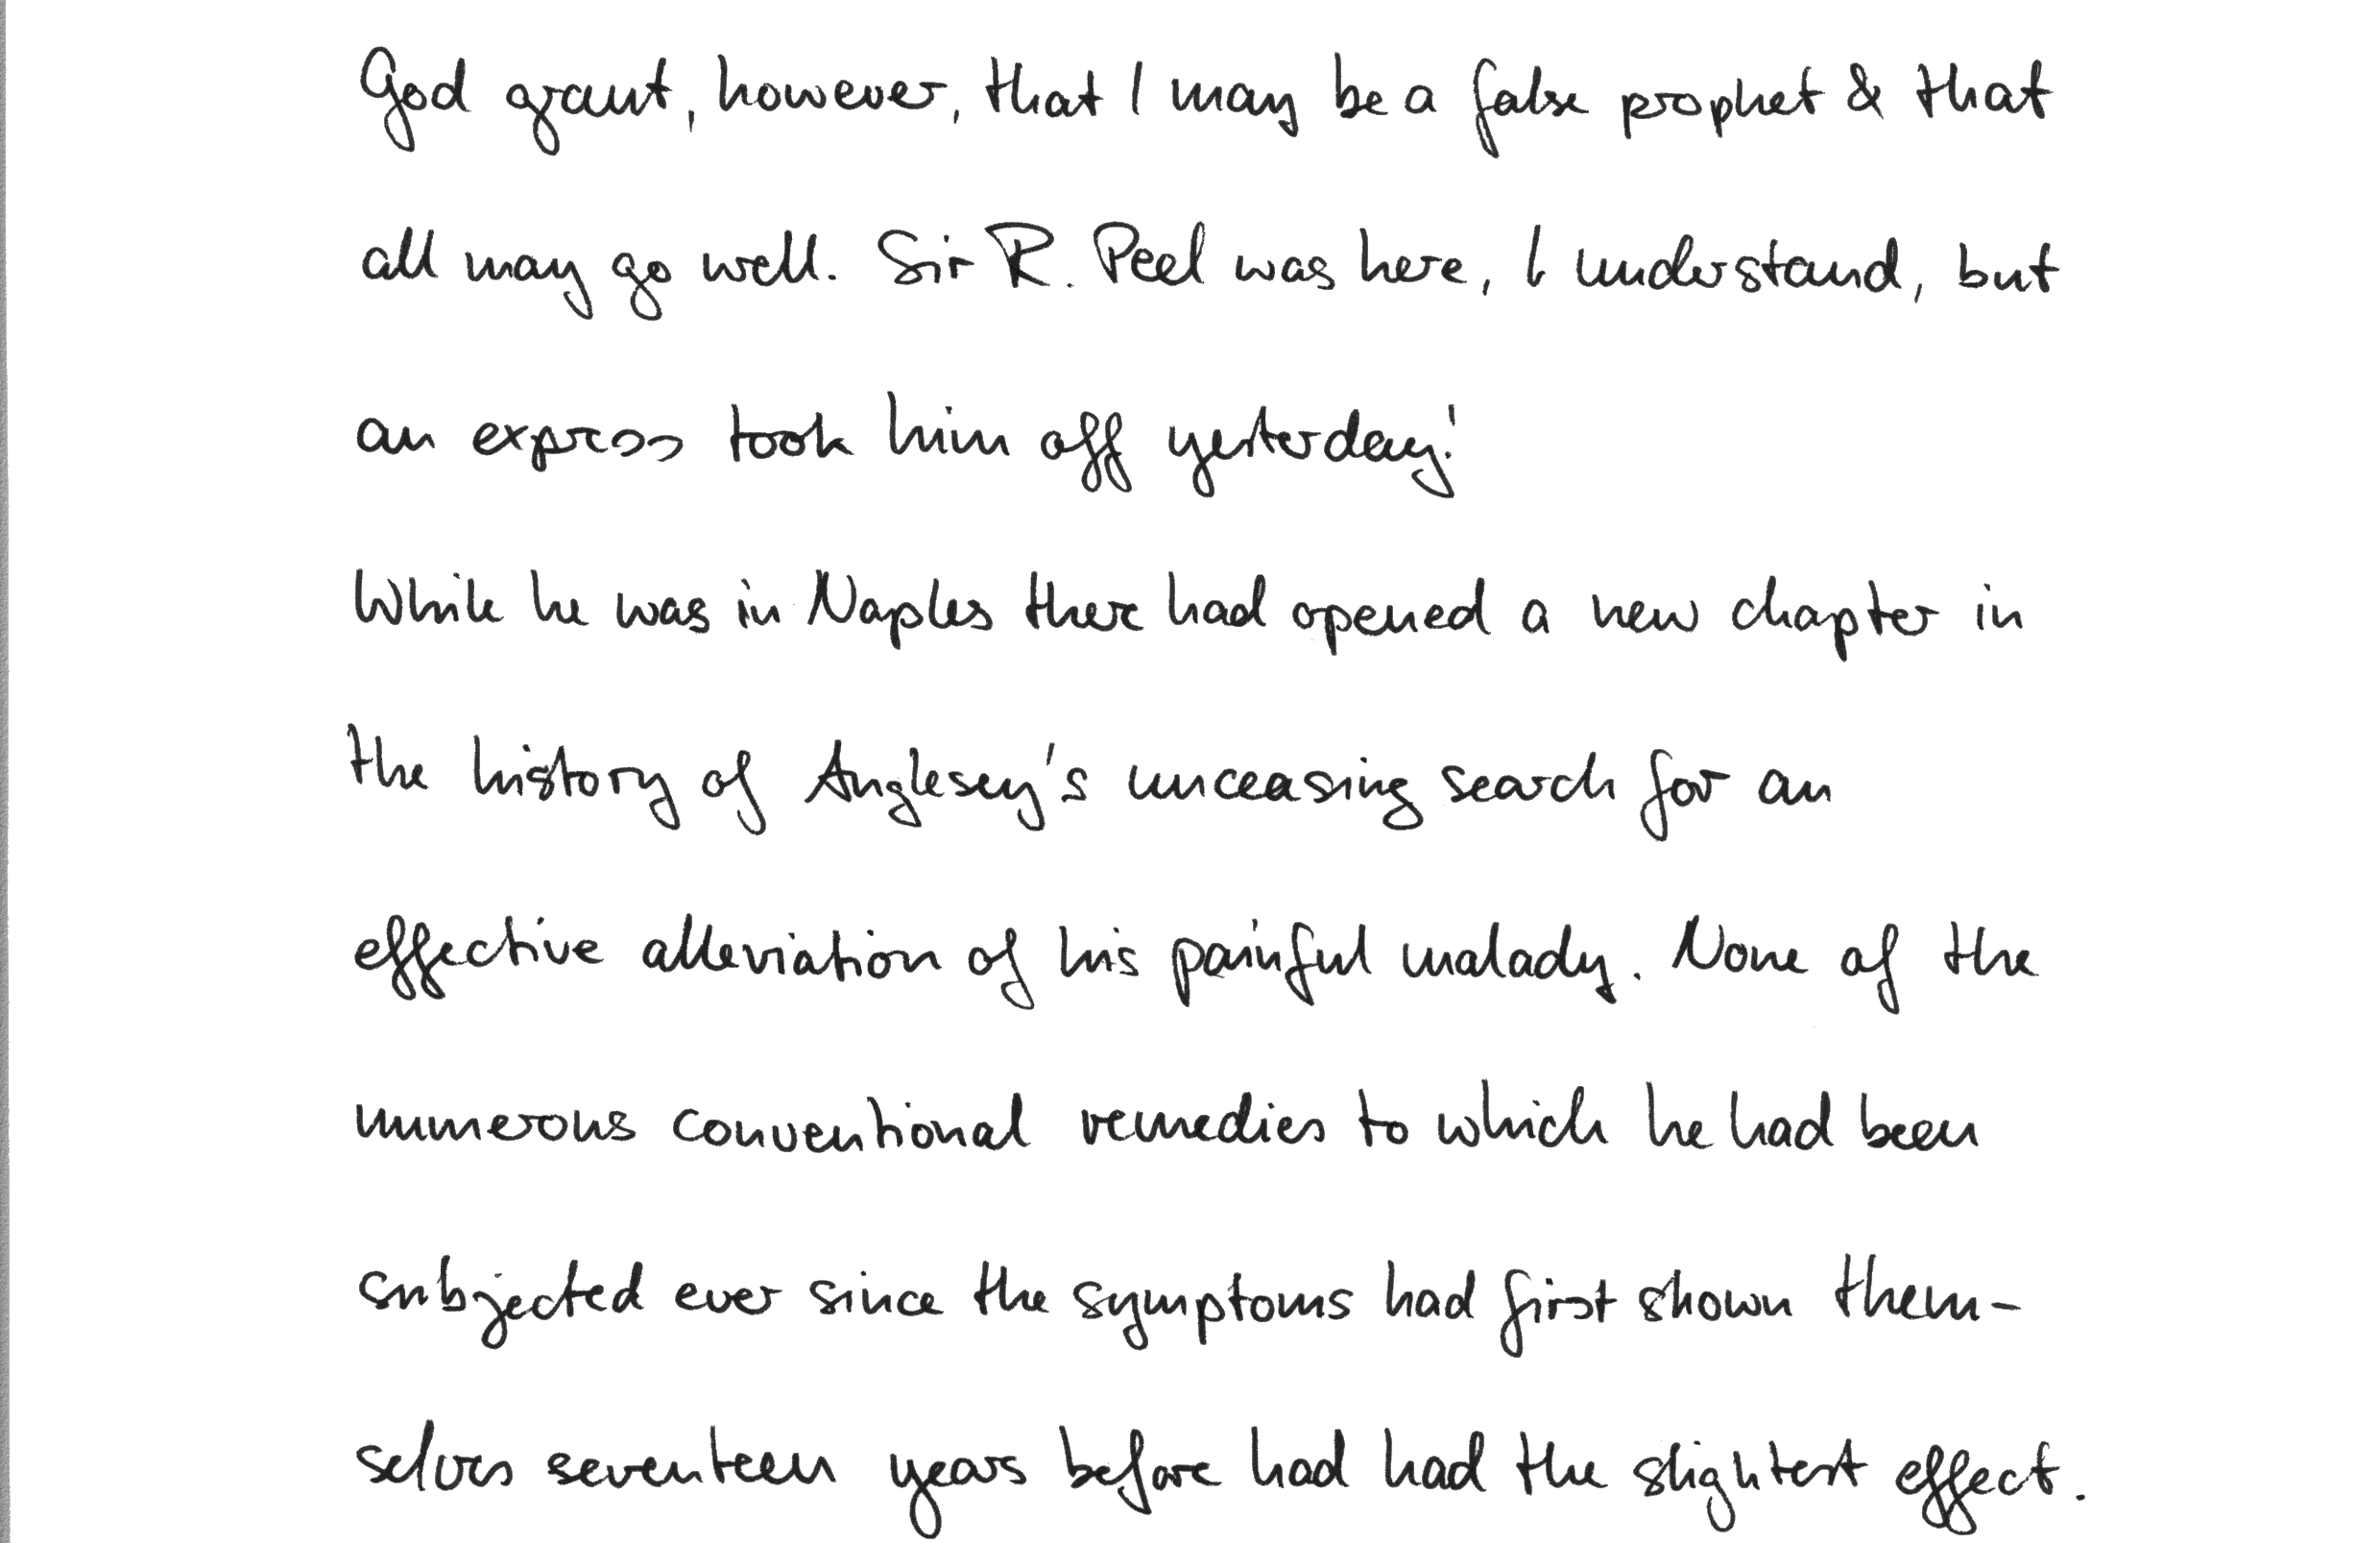 God grant, however, that I may be a false prophet & that
all may go well. Sir R. Peel was here, I understand, but
an express took him off yesterday!
While he was in Naples there had opened a new chapter in
the history of Anglesey's unceasing search for an
effective alleviation of his painful malady. None of the
numerous conventional remedies to which he had been
subjected ever since the symptoms had first shown them-
selves seventeen years before had had the slightest effect.